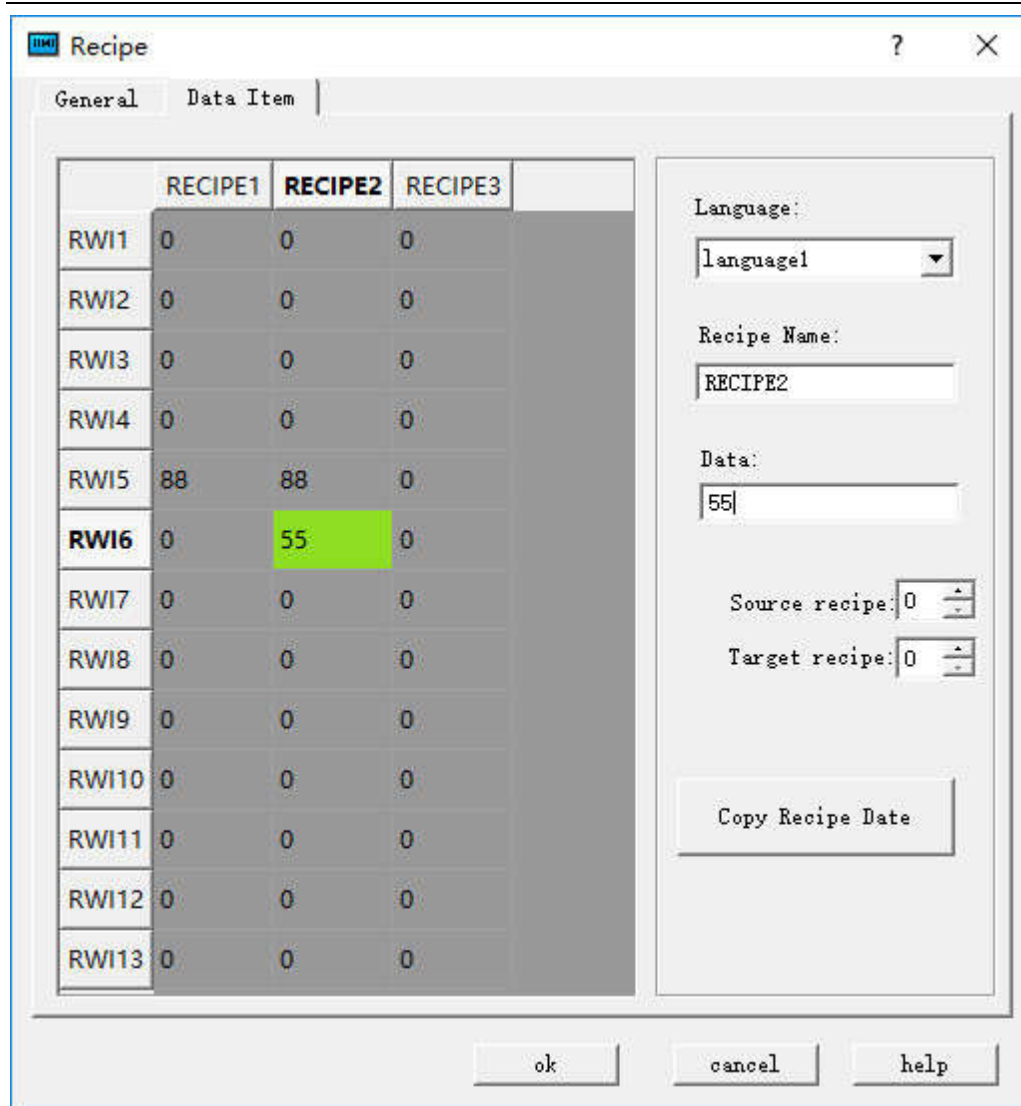 Recipe ? ×
General Data Item
RECIPE1 RECIPE2 RECIPE3
RWI1 0 0 0
RWI2 0 0 0
RWI3 0 0 0
RWI4 0 0 0
RWI5 88 88 0
RWI6 0 55 0
RWI7 0 0 0
RWI8 0 0 0
RWI9 0 0 0
RWI10 0 0 0
RWI11 0 0 0
RWI12 0 0 0
RWI13 0 0 0
Language:
language1
Recipe Name:
RECIPE2
Data:
55
Source recipe: 0
Target recipe: 0
Copy Recipe Date
ok cancel help